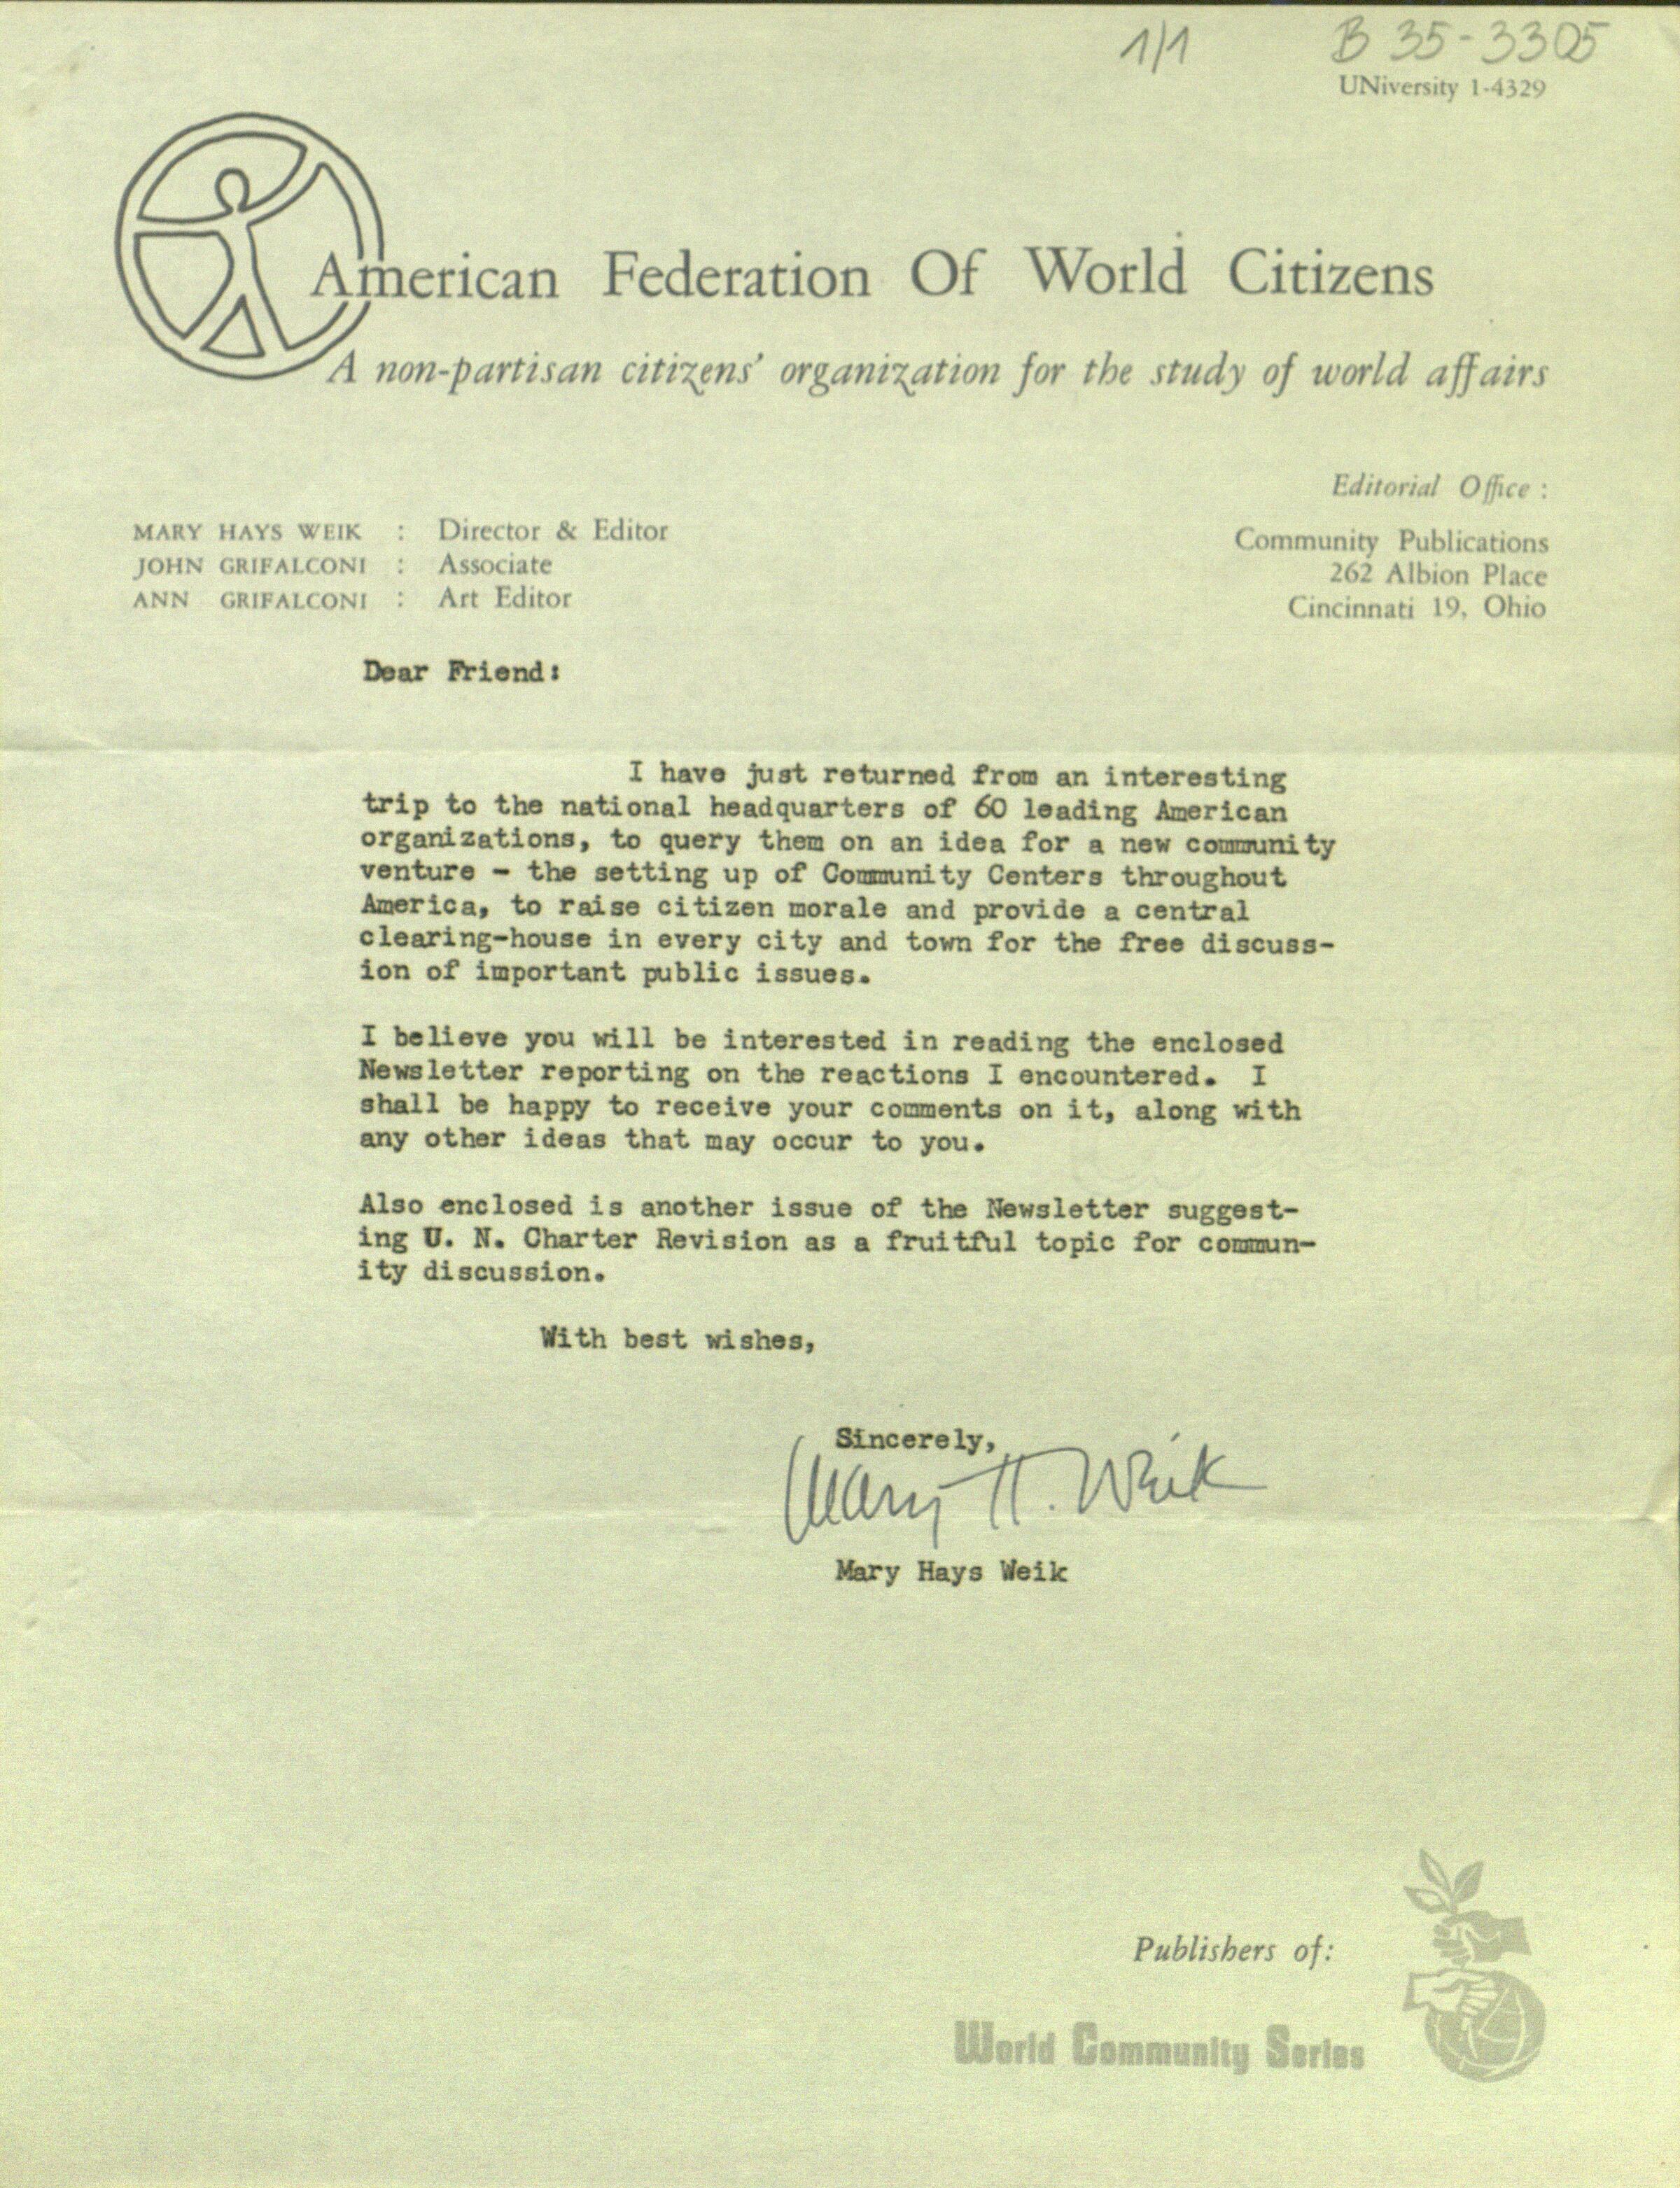 1/1 B 35-3305
UNiversity 1-4329
American Federation Of World Citizens
A non-partisan citizens' organization for the study of world affairs
Editorial Office :
Community Publications
262 Albion Place
Cincinnati 19, Ohio
MARY HAYS WEIK : Director & Editor
JOHN GRIFALCONI : Associate
ANN GRIFALCONI : Art Editor
Dear Friend:
I have just returned from an interesting
trip to the national headquarters of 60 leading American
organizations, to query them on an idea for a new community
venture - the setting up of Community Centers throughout
America, to raise citizen morale and provide a central
clearing-house in every city and town for the free discuss-
ion of important public issues.
I believe you will be interested in reading the enclosed
Newsletter reporting on the reactions I encountered. I
shall be happy to receive your comments on it, along with
any other ideas that may occur to you.
Also enclosed is another issue of the Newsletter suggest-
ing U. N. Charter Revision as a fruitful topic for commun-
ity discussion.
With best wishes,
Sincerely,
Mary H. Weik
Mary Hays Weik
Publishers of:
World Community Series